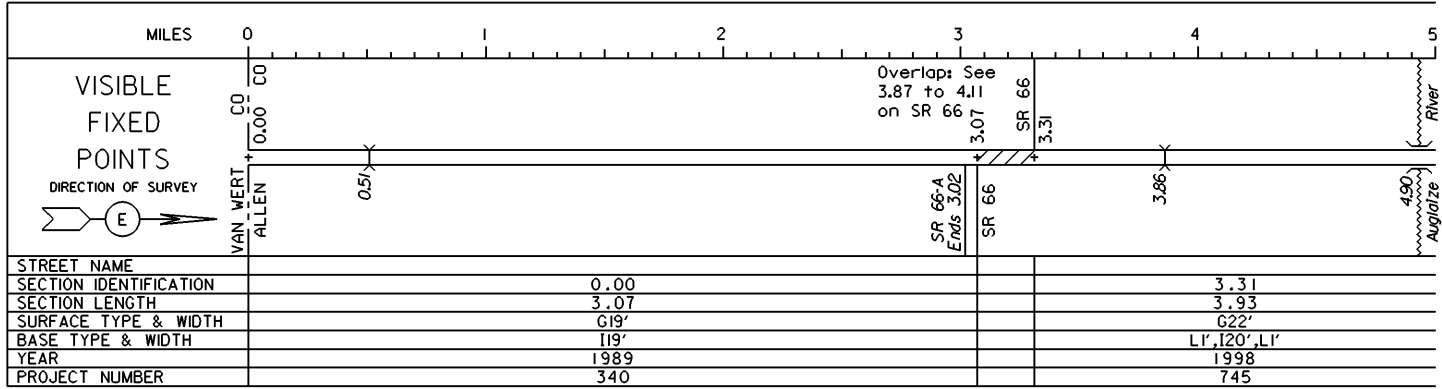 MILES 0 1 2 3 4 5
VISIBLE
FIXED
POINTS
DIRECTION OF SURVEY
E
VAN WERT CO
ALLEN CO
0.00
0.51
Overlap: See
3.87 to 4.11
on SR 66
3.07
SR 66
3.31
SR 66-A
Ends 3.02
SR 66
3.86
4.90
Auglaize River
STREET NAME
SECTION IDENTIFICATION 0.00 3.31
SECTION LENGTH 3.07 3.93
SURFACE TYPE & WIDTH G19' G22'
BASE TYPE & WIDTH I19' L1',I20',L1'
YEAR 1989 1998
PROJECT NUMBER 340 745